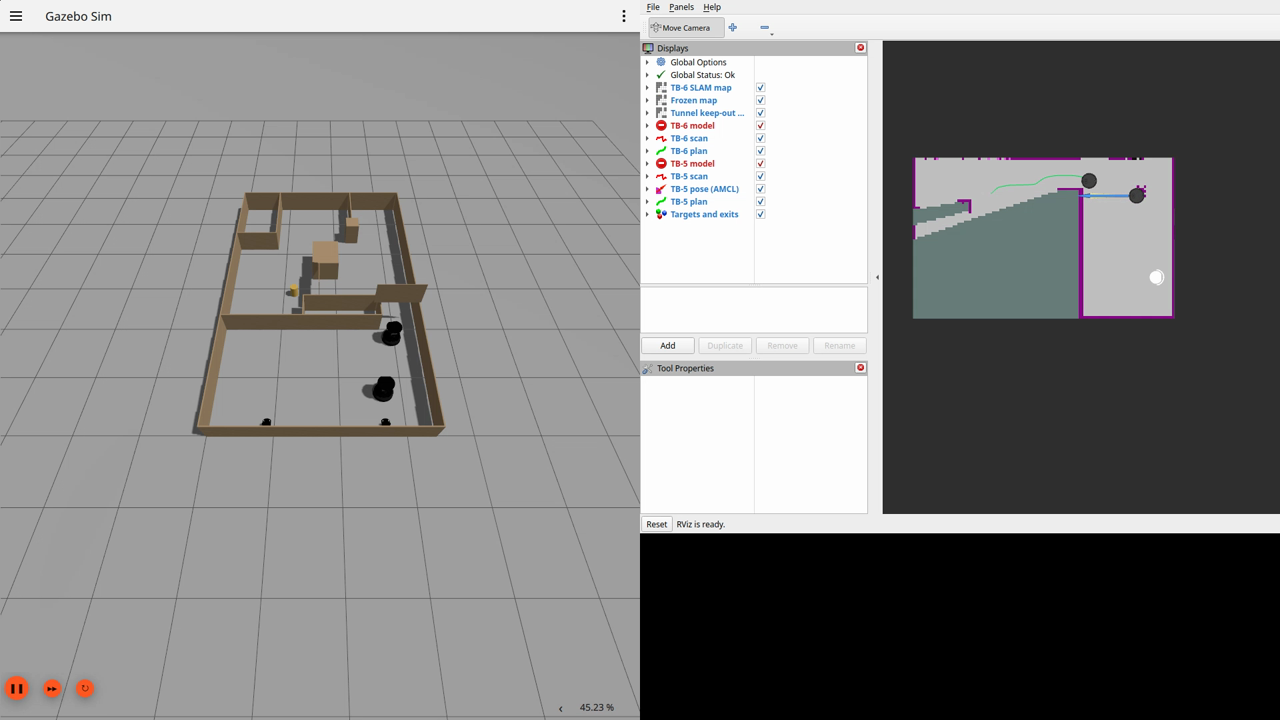 Gazebo Sim
45.23 %
File Panels Help
Move Camera
Displays
Global Options
Global Status: Ok
TB-6 SLAM map
Frozen map
Tunnel keep-out ...
TB-6 model
TB-6 scan
TB-6 plan
TB-5 model
TB-5 scan
TB-5 pose (AMCL)
TB-5 plan
Targets and exits
Add Duplicate Remove Rename
Tool Properties
Reset RViz is ready.